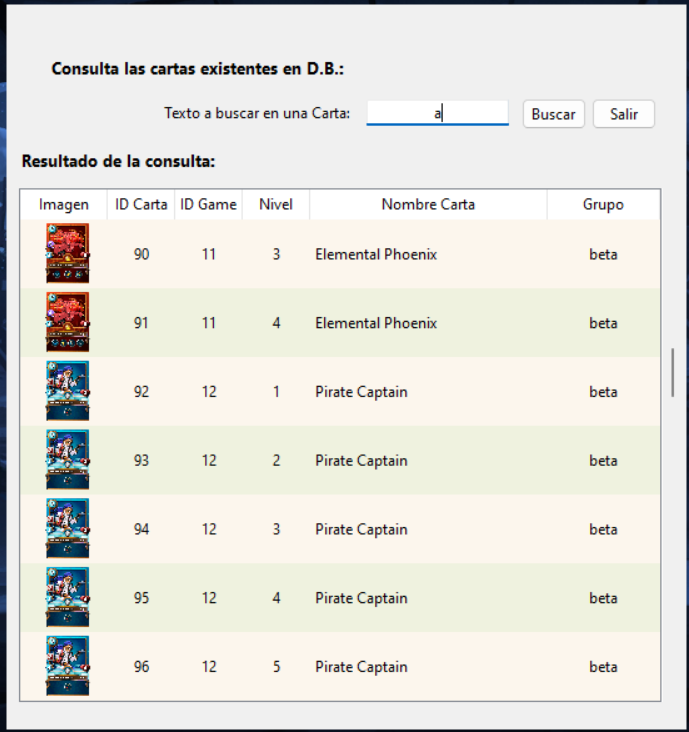 Consulta las cartas existentes en D.B.:
Texto a buscar en una Carta: a Buscar Salir
Resultado de la consulta:
Imagen ID Carta ID Game Nivel Nombre Carta Grupo
90 11 3 Elemental Phoenix beta
91 11 4 Elemental Phoenix beta
92 12 1 Pirate Captain beta
93 12 2 Pirate Captain beta
94 12 3 Pirate Captain beta
95 12 4 Pirate Captain beta
96 12 5 Pirate Captain beta